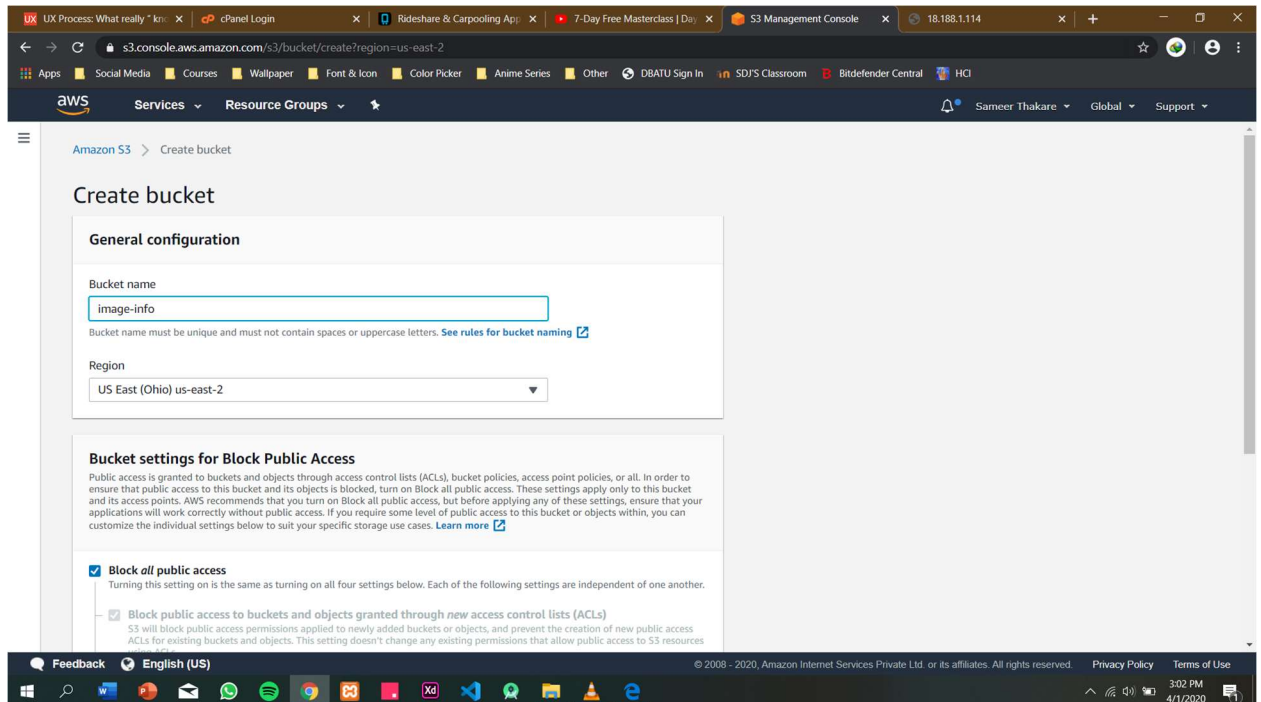 UX Process: What really " kno
cPanel Login
Rideshare & Carpooling App
7-Day Free Masterclass | Day
S3 Management Console
18.188.1.114
s3.console.aws.amazon.com/s3/bucket/create?region=us-east-2
Apps
Social Media
Courses
Wallpaper
Font & Icon
Color Picker
Anime Series
Other
DBATU Sign In
SDJ'S Classroom
Bitdefender Central
HCI
aws
Services
Resource Groups
Sameer Thakare
Global
Support
Amazon S3 > Create bucket
Create bucket
General configuration
Bucket name
image-info
Bucket name must be unique and must not contain spaces or uppercase letters. See rules for bucket naming
Region
US East (Ohio) us-east-2
Bucket settings for Block Public Access
Public access is granted to buckets and objects through access control lists (ACLs), bucket policies, access point policies, or all. In order to
ensure that public access to this bucket and its objects is blocked, turn on Block all public access. These settings apply only to this bucket
and its access points. AWS recommends that you turn on Block all public access, but before applying any of these settings, ensure that your
applications will work correctly without public access. If you require some level of public access to this bucket or objects within, you can
customize the individual settings below to suit your specific storage use cases. Learn more
Block all public access
Turning this setting on is the same as turning on all four settings below. Each of the following settings are independent of one another.
Block public access to buckets and objects granted through new access control lists (ACLs)
S3 will block public access permissions applied to newly added buckets or objects, and prevent the creation of new public access
ACLs for existing buckets and objects. This setting doesn't change any existing permissions that allow public access to S3 resources
using ACLs
Feedback
English (US)
© 2008 - 2020, Amazon Internet Services Private Ltd. or its affiliates. All rights reserved.
Privacy Policy
Terms of Use
Xd
3:02 PM
4/1/2020
1